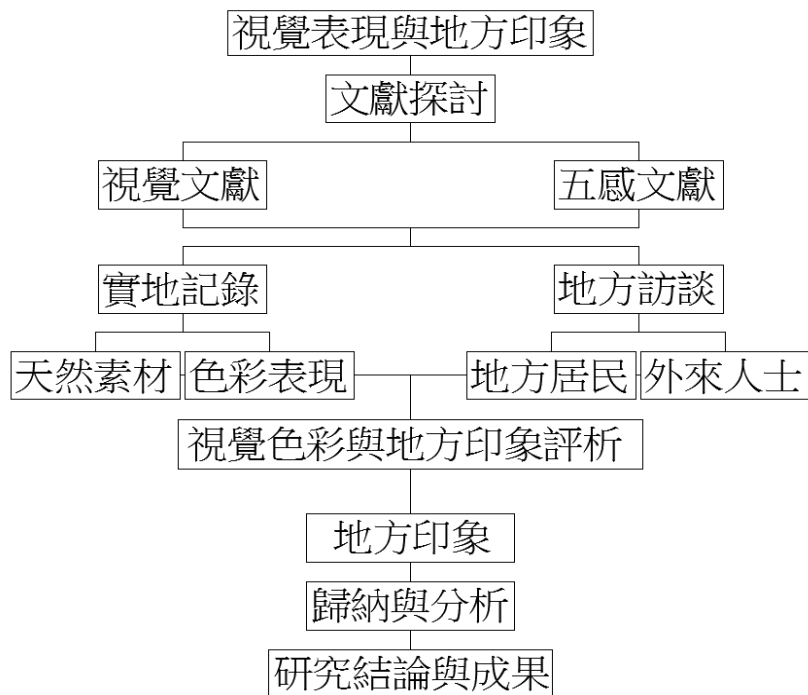 視覺表現與地方印象
文獻探討
視覺文獻
五感文獻
實地記錄
地方訪談
天然素材
色彩表現
地方居民
外來人士
視覺色彩與地方印象評析
地方印象
歸納與分析
研究結論與成果